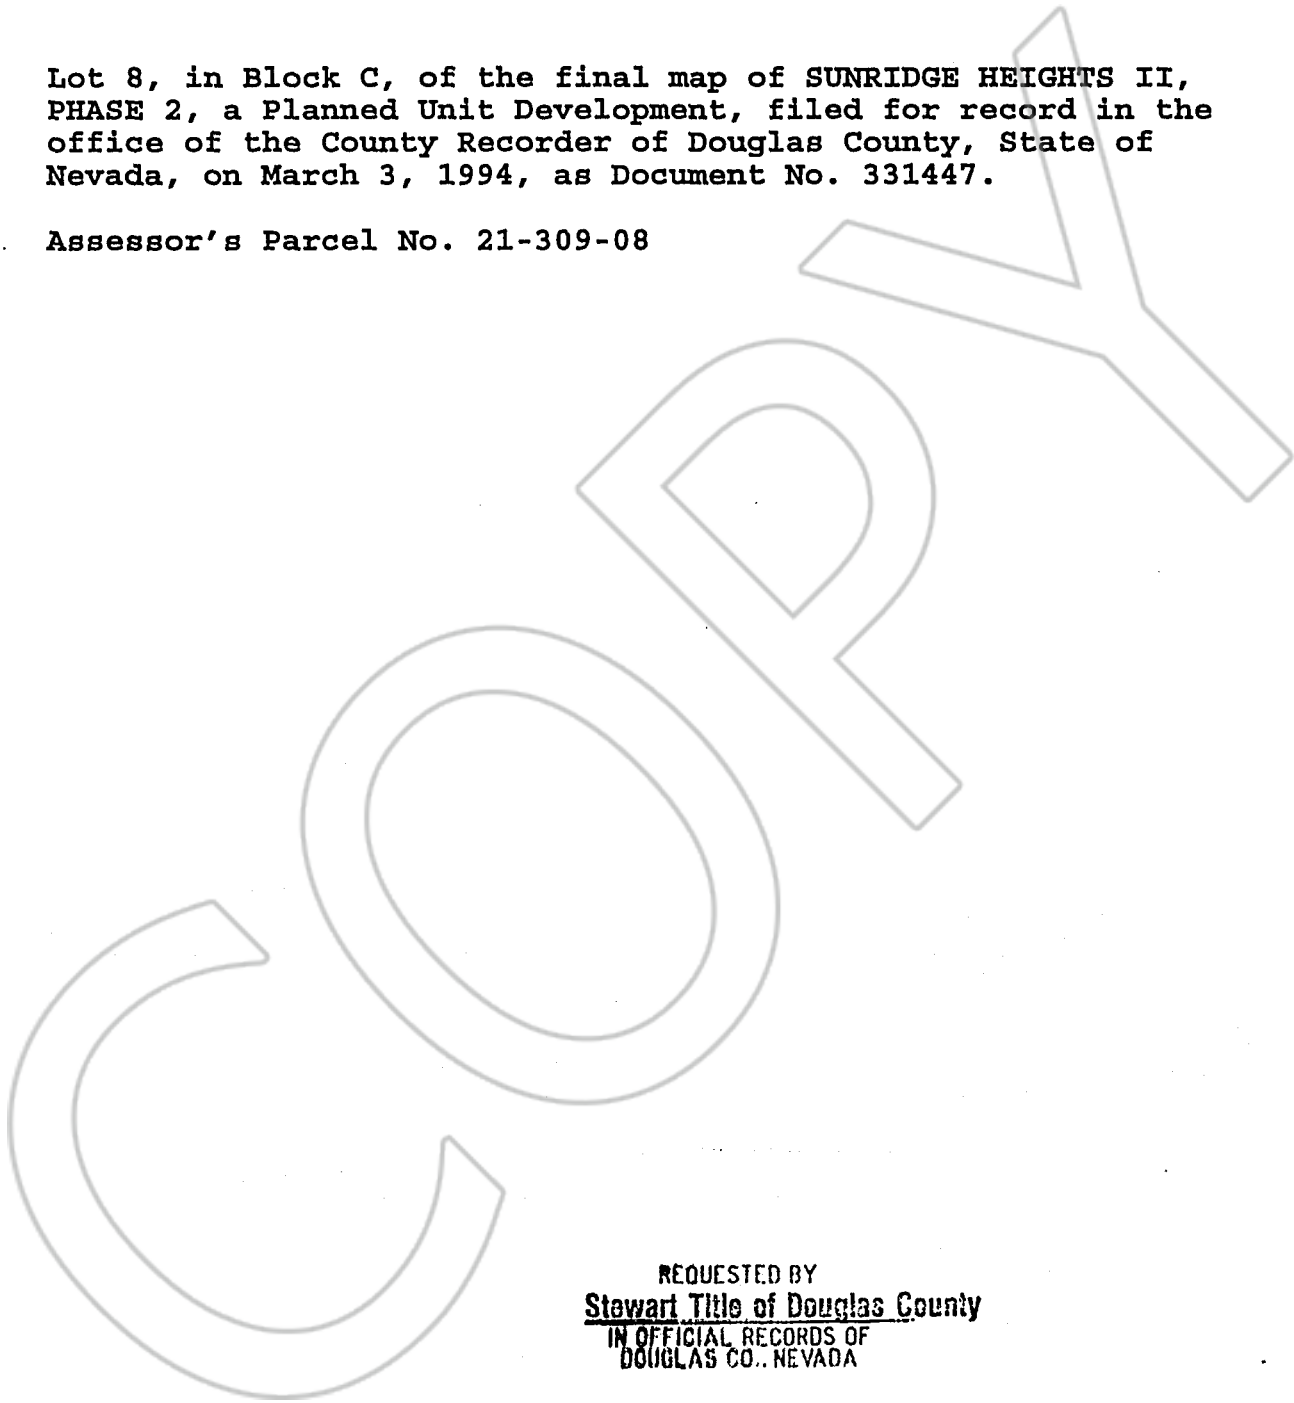 Lot 8, in Block C, of the final map of SUNRIDGE HEIGHTS II,
PHASE 2, a Planned Unit Development, filed for record in the
office of the County Recorder of Douglas County, State of
Nevada, on March 3, 1994, as Document No. 331447.
Assessor's Parcel No. 21-309-08
COPY
REQUESTED BY
Stewart Title of Douglas County
IN OFFICIAL RECORDS OF
DOUGLAS CO., NEVADA